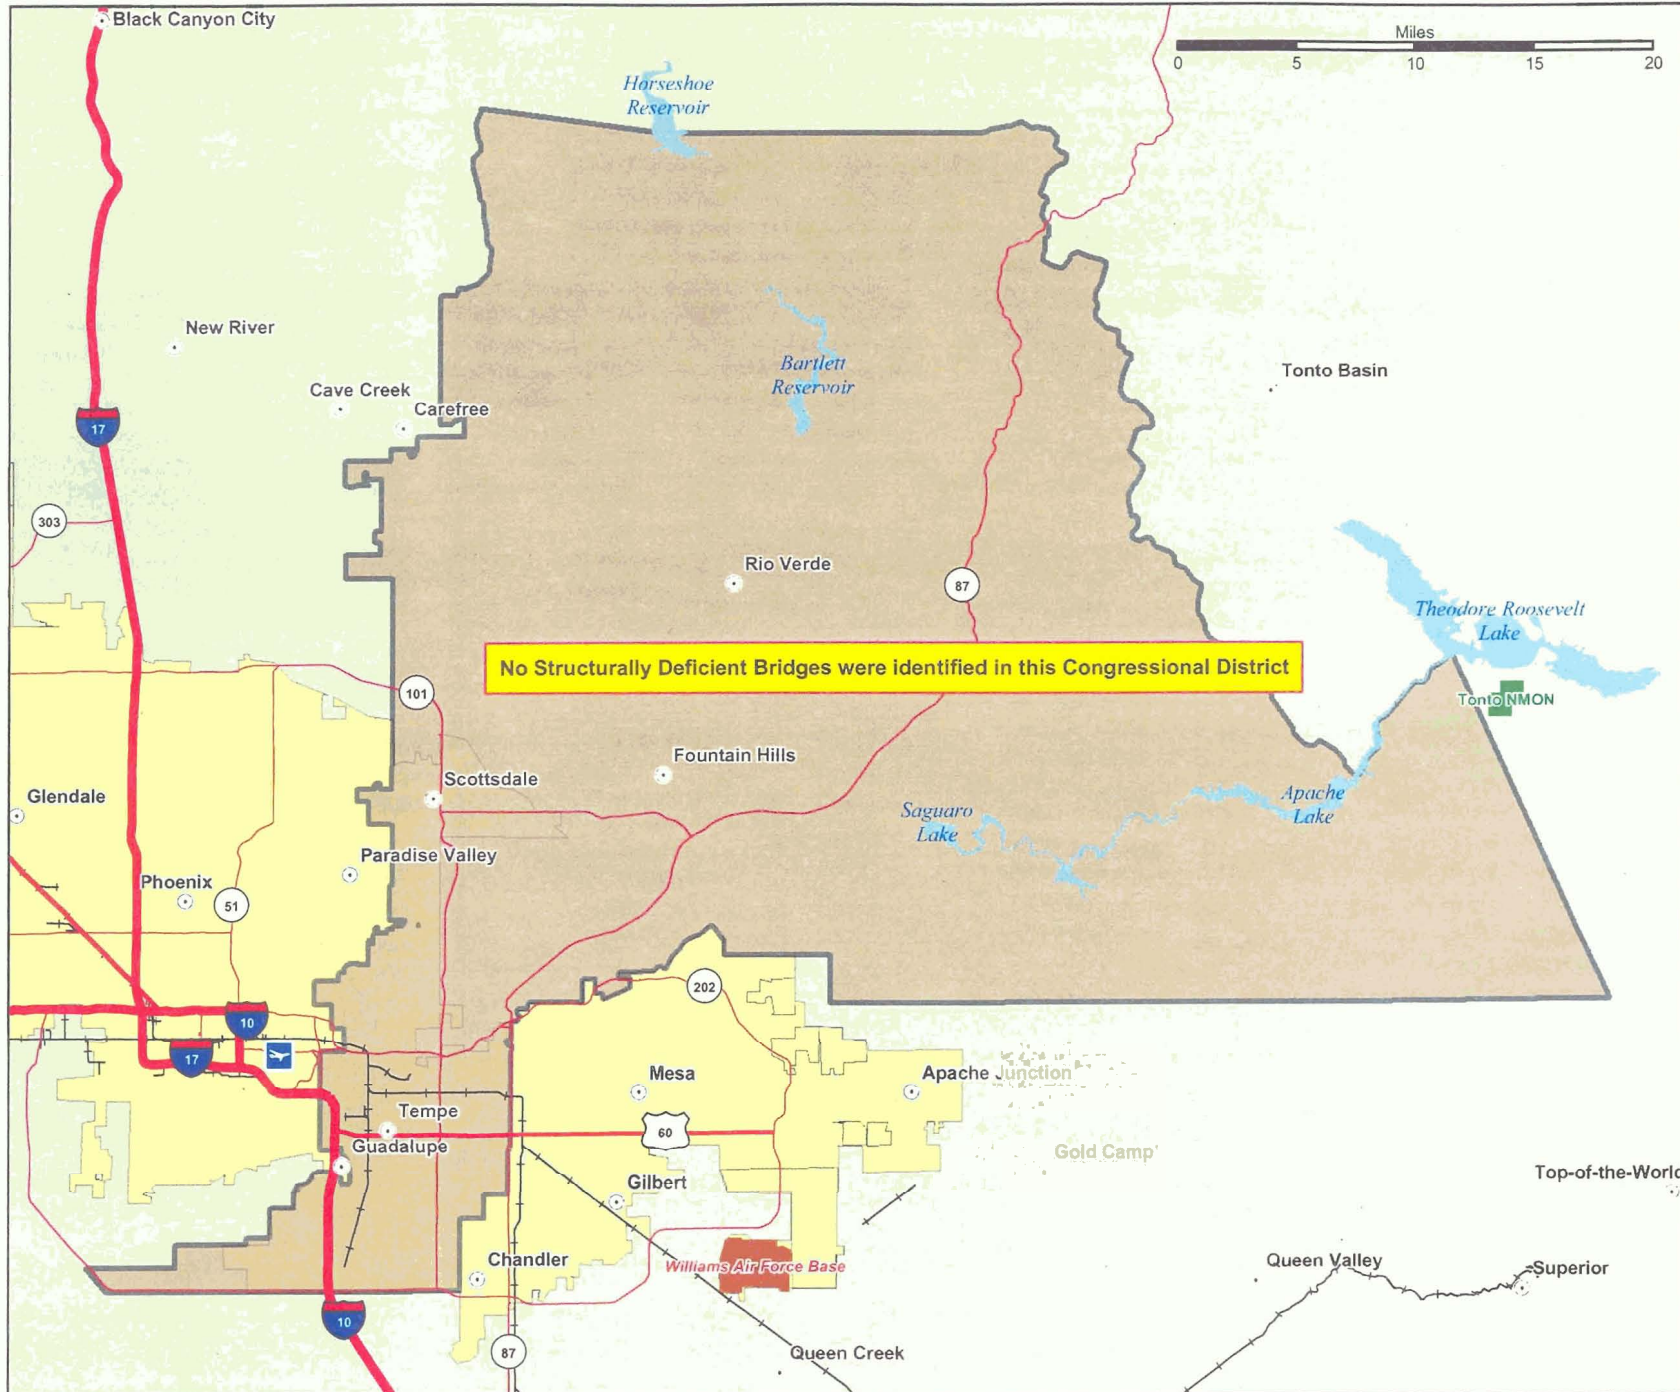 Black Canyon City
Miles
0 5 10 15 20
Horseshoe
Reservoir
New River
Bartlett
Reservoir
Tonto Basin
Cave Creek
Carefree
17
303
Rio Verde
87
Theodore Roosevelt
Lake
No Structurally Deficient Bridges were identified in this Congressional District
101
Tonto NMON
Fountain Hills
Scottsdale
Glendale
Apache
Lake
Saguaro
Lake
Paradise Valley
Phoenix
51
202
10
17
Mesa
Apache Junction
Tempe
60
Guadalupe
Gold Camp
Top-of-the-World
Gilbert
Chandler
Williams Air Force Base
Queen Valley
Superior
10
87
Queen Creek